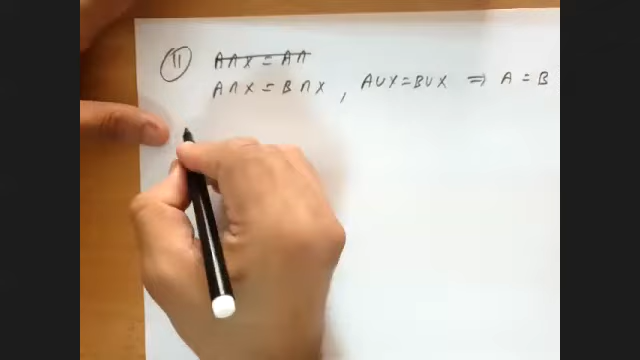 11 A∩X = A∩
A∩X = B∩X , A∪X = B∪X ⇒ A = B